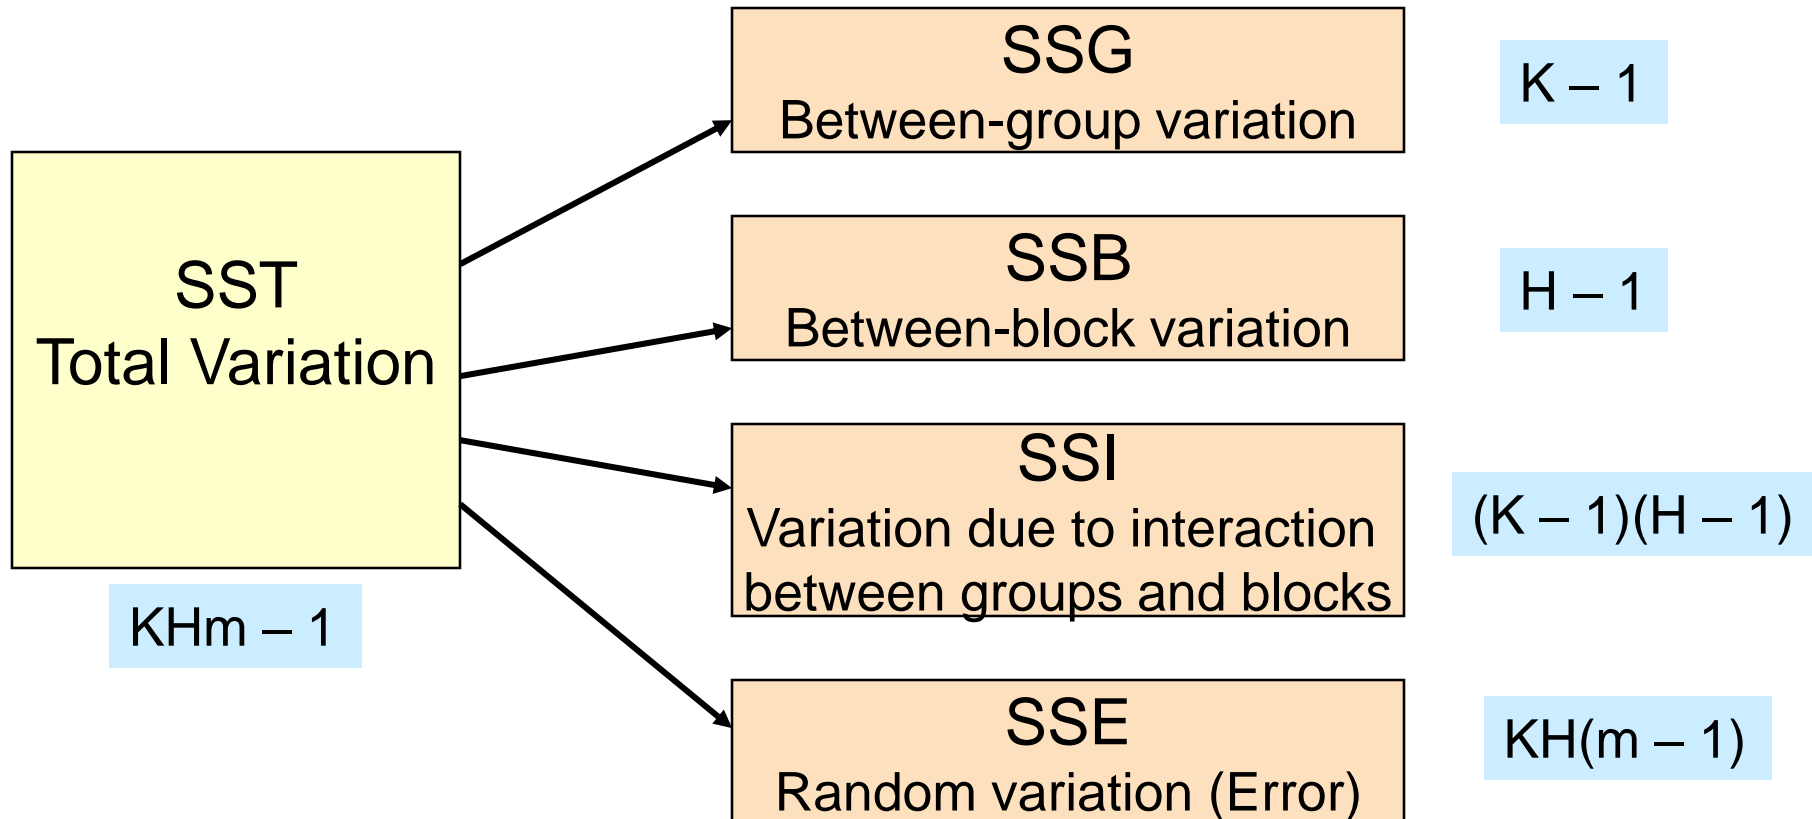 SST
Total Variation
KHm – 1
SSG
Between-group variation
K – 1
SSB
Between-block variation
H – 1
SSI
Variation due to interaction
between groups and blocks
(K – 1)(H – 1)
SSE
Random variation (Error)
KH(m – 1)